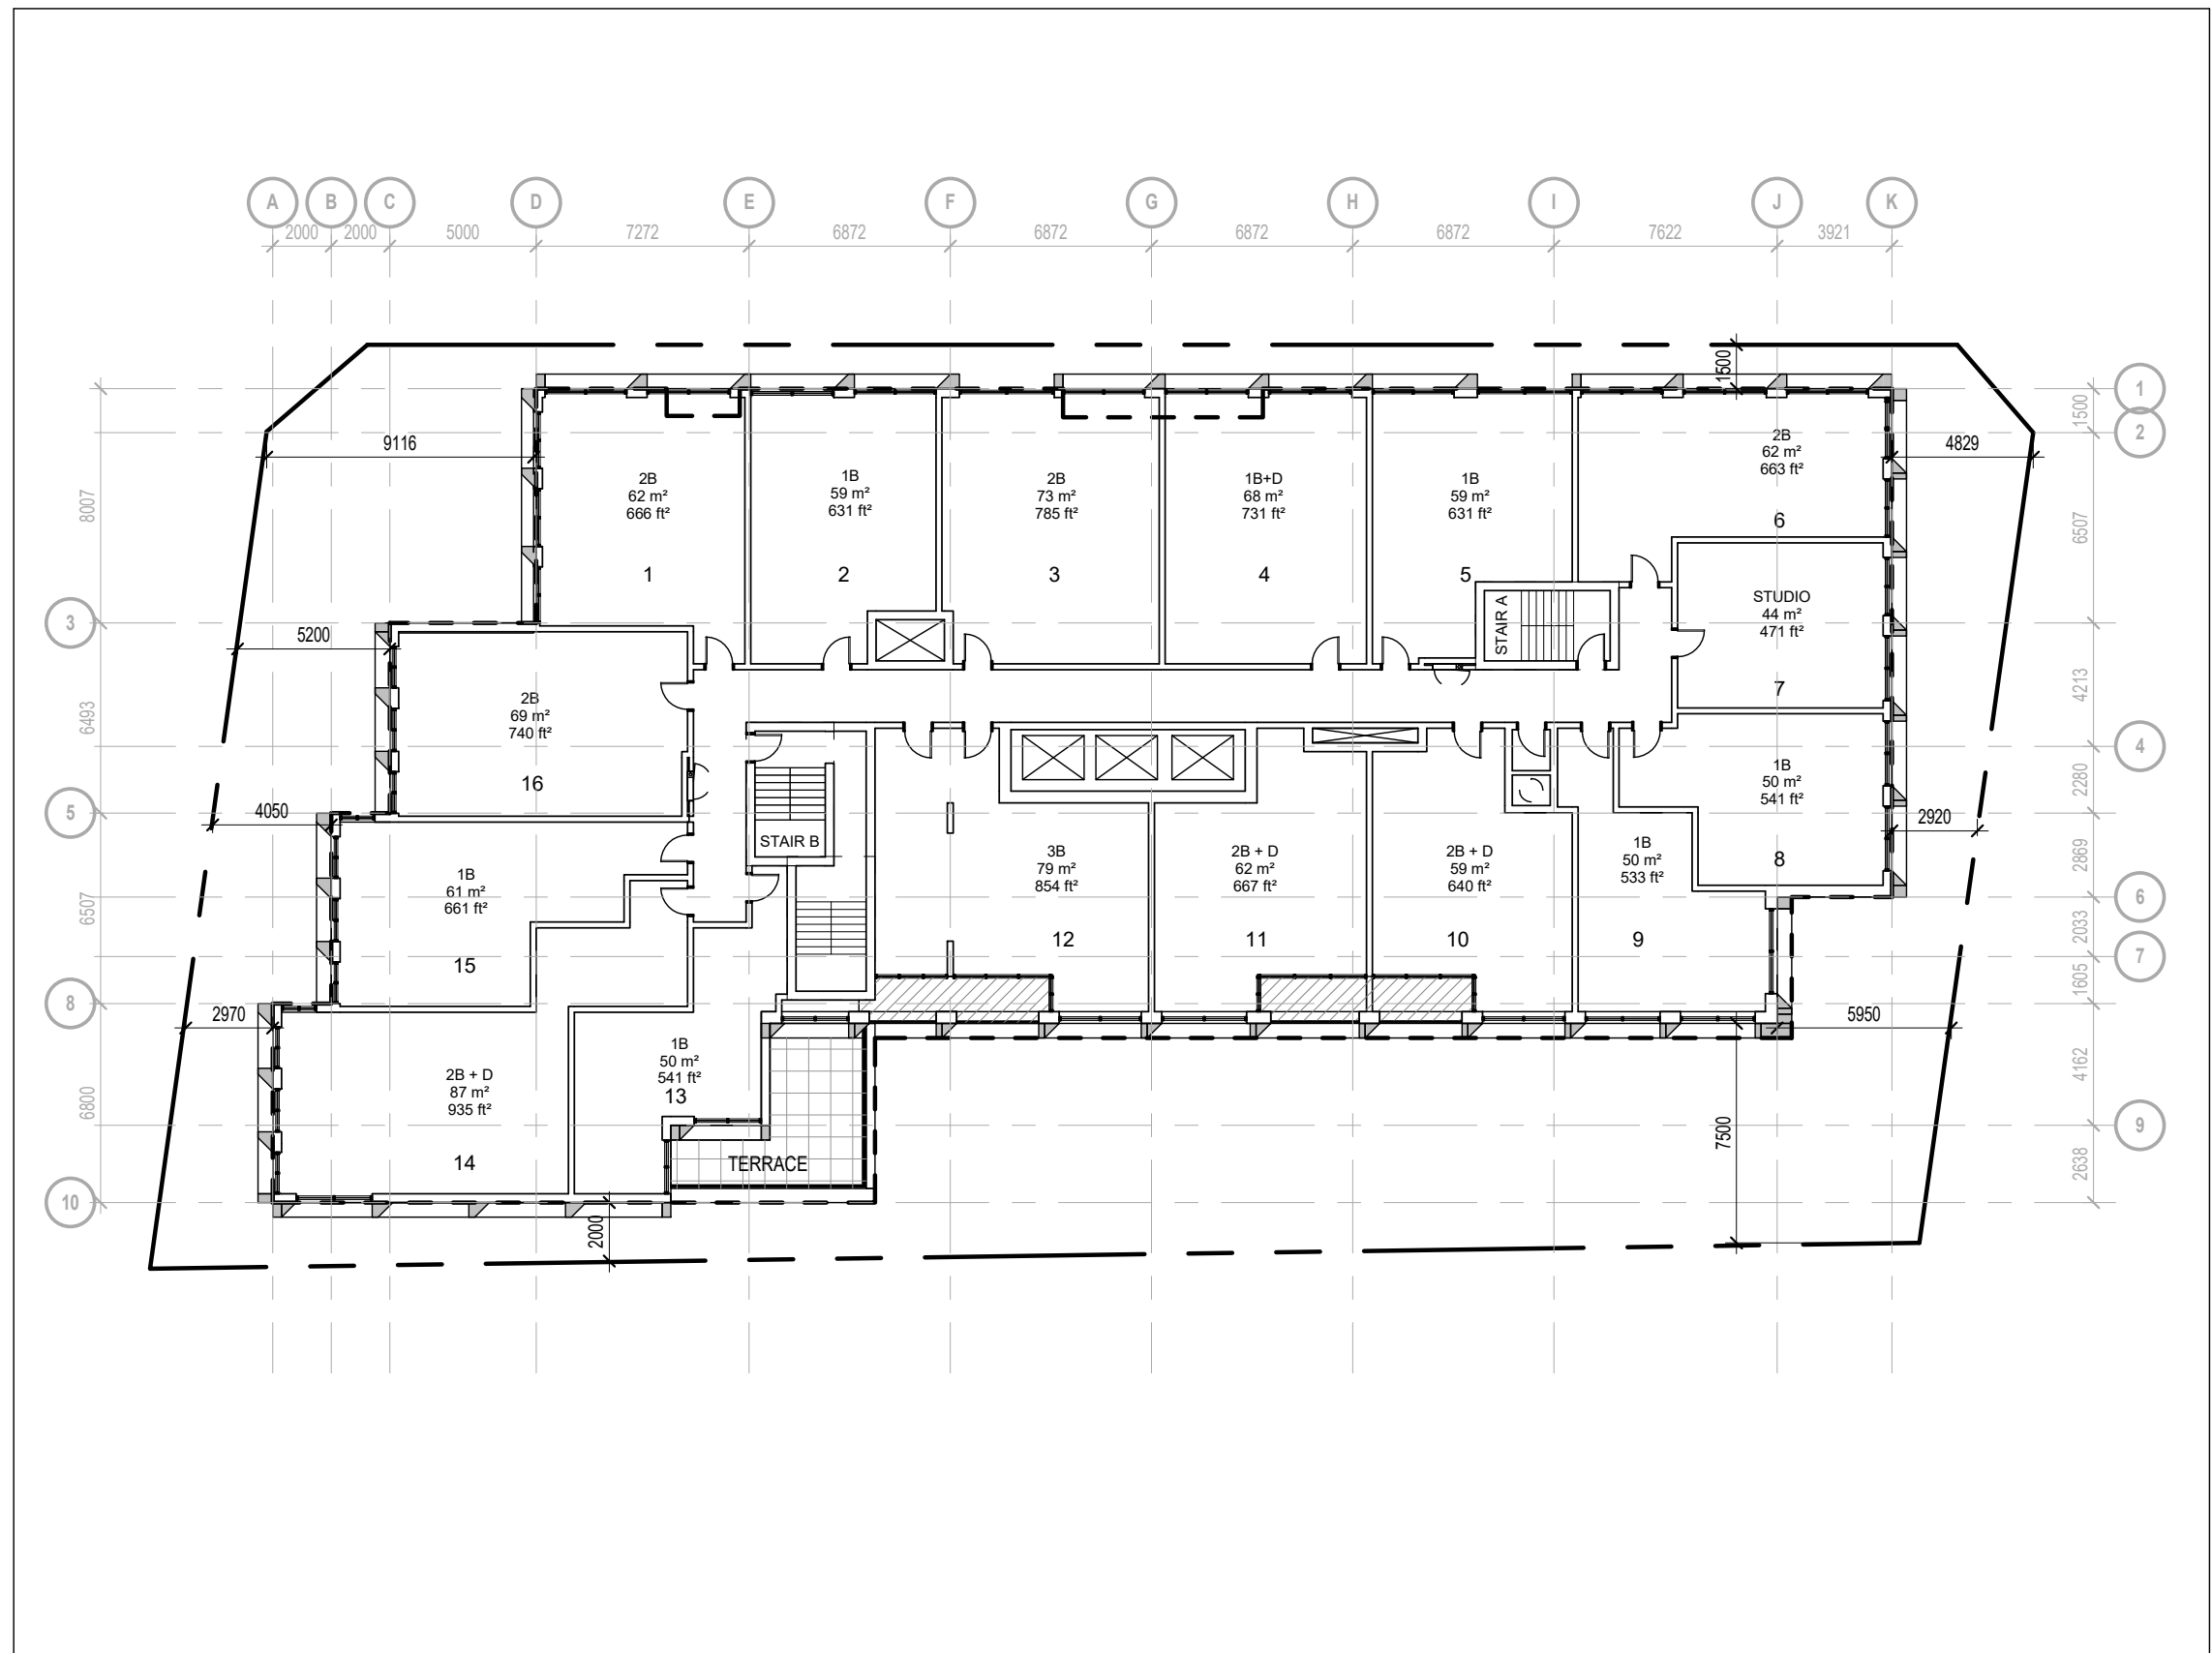 A B C D E F G H I J K
2000 2000 5000 7272 6872 6872 6872 6872 7622 3921
1500
1
1500
2
9116
4829
8007
6507
2B
62 m²
666 ft²
1
1B
59 m²
631 ft²
2
2B
73 m²
785 ft²
3
1B+D
68 m²
731 ft²
4
1B
59 m²
631 ft²
5
2B
62 m²
663 ft²
6
STAIR A
STUDIO
44 m²
471 ft²
7
3
5200
4213
6493
2B
69 m²
740 ft²
16
4
2280
5
4050
STAIR B
1B
50 m²
541 ft²
8
2920
2869
1B
61 m²
661 ft²
15
3B
79 m²
854 ft²
12
2B + D
62 m²
667 ft²
11
2B + D
59 m²
640 ft²
10
1B
50 m²
533 ft²
9
6
6507
2033
7
1605
8
2970
5950
4162
6800
2B + D
87 m²
935 ft²
14
1B
50 m²
541 ft²
13
TERRACE
7500
9
2638
10
2000